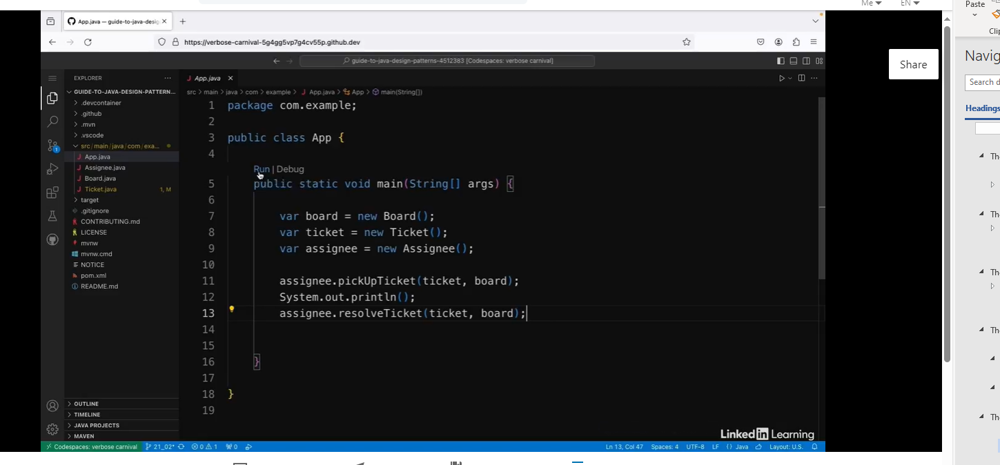 Me EN
Paste
Clip
App.java — guide-to-java-desig
https://verbose-carnival-5g4gg5vp7g4cv55p.github.dev
guide-to-java-design-patterns-4512383 [Codespaces: verbose carnival]
Share
Navig
Search d
Headings
The
The
The
The
The
EXPLORER
GUIDE-TO-JAVA-DESIGN-PATTERN...
.devcontainer
.github
.mvn
.vscode
src/main/java/com/exa...
App.java
Assignee.java
Board.java
Ticket.java 1, M
target
.gitignore
CONTRIBUTING.md
LICENSE
mvnw
mvnw.cmd
NOTICE
pom.xml
README.md
OUTLINE
TIMELINE
JAVA PROJECTS
MAVEN
1
App.java
src > main > java > com > example > App.java > App > main(String[])
1 package com.example;
2
3 public class App {
4
Run | Debug
5 public static void main(String[] args) {
6
7 var board = new Board();
8 var ticket = new Ticket();
9 var assignee = new Assignee();
10
11 assignee.pickUpTicket(ticket, board);
12 System.out.println();
13 assignee.resolveTicket(ticket, board);
14
15
16 }
17
18 }
19
LinkedIn Learning
Codespaces: verbose carnival 21_02* 0 1 0 Ln 13, Col 47 Spaces: 4 UTF-8 LF {} Java Layout: U.S.